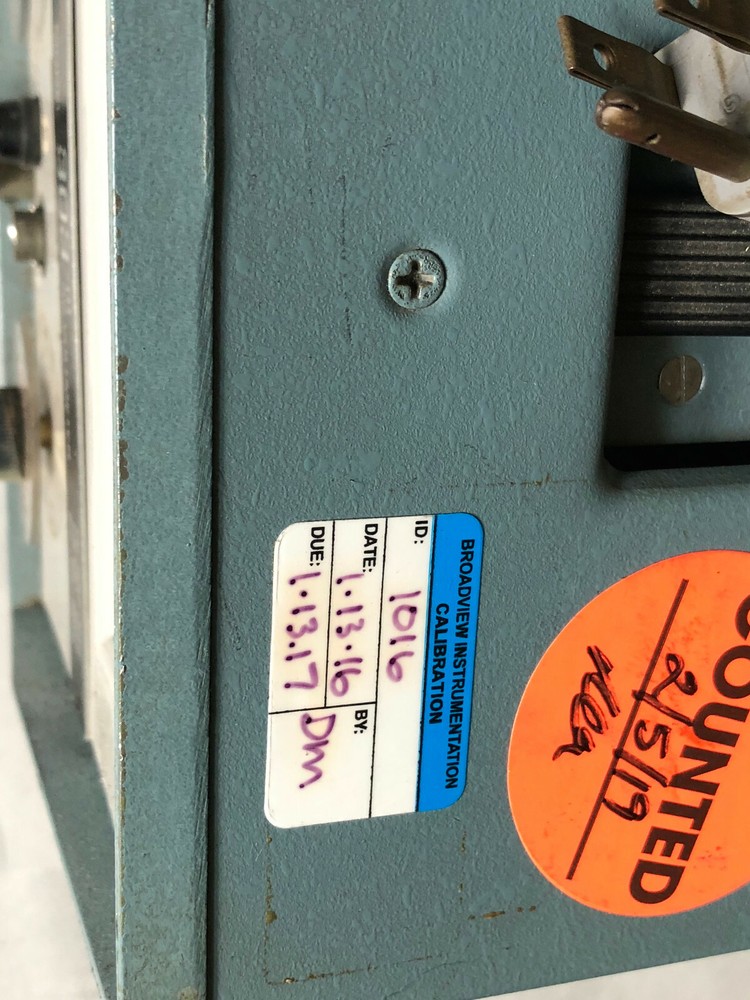 BROADVIEW INSTRUMENTATION
CALIBRATION
ID: 1016
DATE: 1.13.16
BY: DM
DUE: 1.13.17
COUNTED
2/5/19